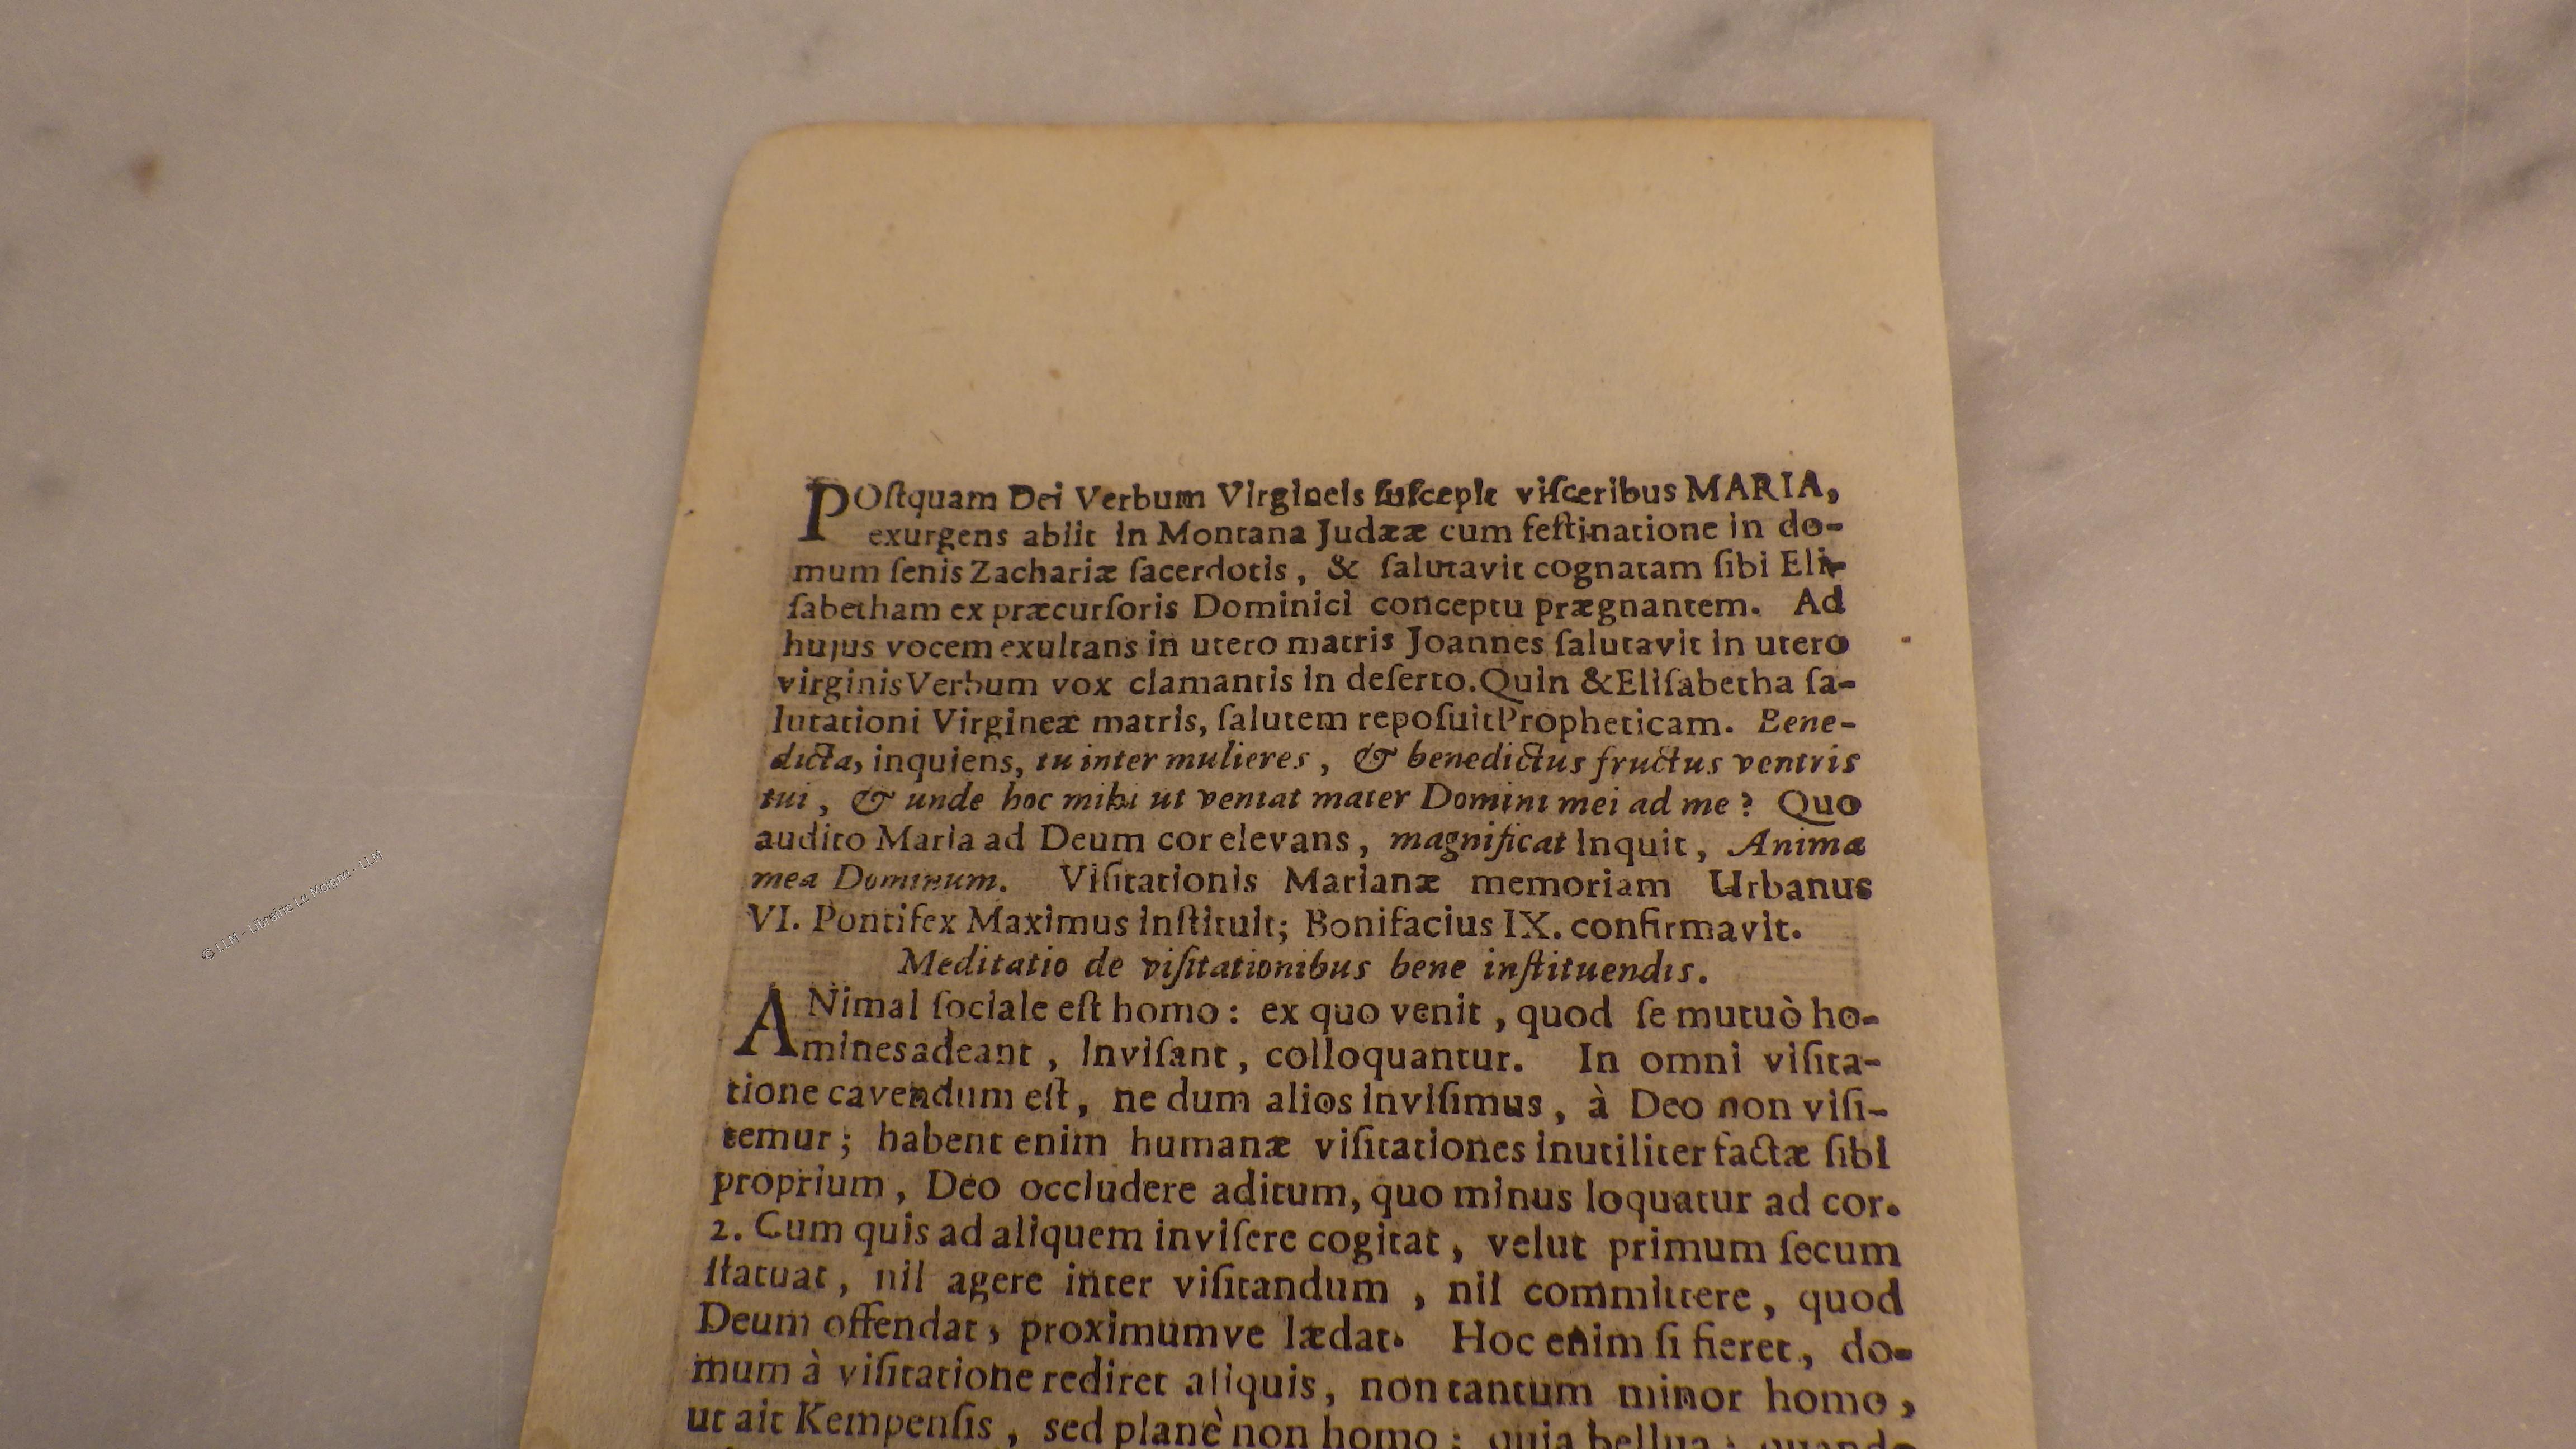 POſtquam Dei Verbum Virgineis ſuſcepit viſceribus MARIA,
exurgens abiit in Montana Judææ cum feſtinatione in do-
mum ſenis Zachariæ ſacerdotis, & ſalutavit cognatam ſibi Eli-
ſabetham ex præcurſoris Dominici conceptu prægnantem. Ad
hujus vocem exultans in utero matris Joannes ſalutavit in utero
virginis Verbum vox clamantis in deſerto. Quin & Eliſabetha ſa-
lutationi Virgineæ matris, ſalutem repoſuit Propheticam. Bene-
dicta, inquiens, tu inter mulieres, & benedictus fructus ventris
tui, & unde hoc mihi ut veniat mater Domini mei ad me? Quo
audito Maria ad Deum cor elevans, magnificat inquit, Anima
mea Dominum. Viſitationis Marianæ memoriam Urbanus
VI. Pontifex Maximus inſtituit; Bonifacius IX. confirmavit.
Meditatio de viſitationibus bene inſtituendis.
ANimal ſociale eſt homo: ex quo venit, quod ſe mutuò ho-
mines adeant, inviſant, colloquantur. In omni viſita-
tione cavendum eſt, ne dum alios inviſimus, à Deo non viſi-
temur; habent enim humanæ viſitationes inutiliter factæ ſibi
proprium, Deo occludere aditum, quo minus loquatur ad cor.
2. Cum quis ad aliquem inviſere cogitat, velut primum ſecum
ſtatuat, nil agere inter viſitandum, nil committere, quod
Deum offendat, proximumve lædat. Hoc enim ſi fieret, do-
mum à viſitatione rediret aliquis, non tantum minor homo,
ut ait Kempenſis, sed planè non homo: quia bellua: quando
© LLM - Librairie Le Moigne - LLM